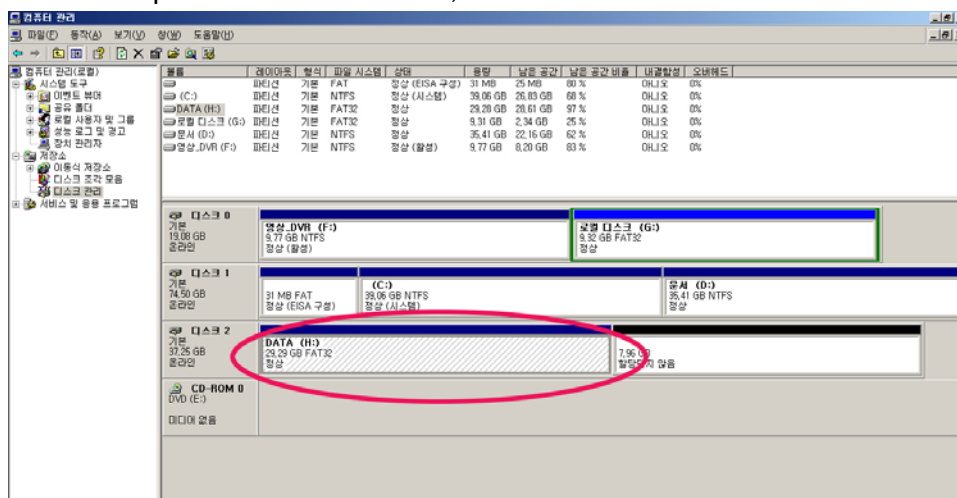 컴퓨터 관리
파일(F) 동작(A) 보기(V) 창(W) 도움말(H)
컴퓨터 관리(로컬)
시스템 도구
이벤트 뷰어
공유 폴더
로컬 사용자 및 그룹
성능 로그 및 경고
장치 관리자
저장소
이동식 저장소
디스크 조각 모음
디스크 관리
서비스 및 응용 프로그램
볼륨 레이아웃 형식 파일 시스템 상태 용량 남은 공간 남은 공간 비율 내결함성 오버헤드
파티션 기본 FAT 정상 (EISA 구성) 31 MB 25 MB 80 % 아니오 0%
(C:) 파티션 기본 NTFS 정상 (시스템) 39,06 GB 26,83 GB 68 % 아니오 0%
DATA (H:) 파티션 기본 FAT32 정상 29,28 GB 28,61 GB 97 % 아니오 0%
로컬 디스크 (G:) 파티션 기본 FAT32 정상 9,31 GB 2,34 GB 25 % 아니오 0%
문서 (D:) 파티션 기본 NTFS 정상 35,41 GB 22,16 GB 62 % 아니오 0%
영상_DVR (F:) 파티션 기본 NTFS 정상 (활성) 9,77 GB 8,20 GB 83 % 아니오 0%
디스크 0
기본
19,08 GB
온라인
영상_DVR (F:)
9,77 GB NTFS
정상 (활성)
로컬 디스크 (G:)
9,32 GB FAT32
정상
디스크 1
기본
74,50 GB
온라인
31 MB FAT
정상 (EISA 구성)
(C:)
39,06 GB NTFS
정상 (시스템)
문서 (D:)
35,41 GB NTFS
정상
디스크 2
기본
37,25 GB
온라인
DATA (H:)
29,29 GB FAT32
정상
7,96 GB
할당되지 않음
CD-ROM 0
DVD (E:)
미디어 없음